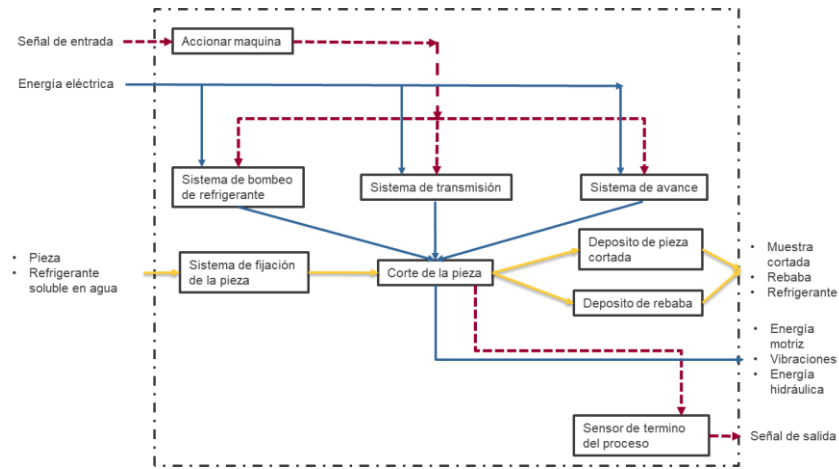 Señal de entrada
Accionar maquina
Energía eléctrica
Sistema de bombeo
de refrigerante
Sistema de transmisión
Sistema de avance
• Pieza
• Refrigerante
soluble en agua
Sistema de fijación
de la pieza
Corte de la pieza
Deposito de pieza
cortada
Deposito de rebaba
• Muestra
cortada
• Rebaba
• Refrigerante
• Energía
motriz
• Vibraciones
• Energía
hidráulica
Sensor de termino
del proceso
Señal de salida